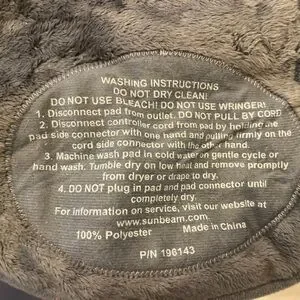 WASHING INSTRUCTIONS
DO NOT DRY CLEAN!
DO NOT USE BLEACH! DO NOT USE WRINGER!
1. Disconnect pad from outlet. DO NOT PULL BY CORD
2. Disconnect controller cord from pad by holding the
pad side connector with one hand and pulling firmly on the
cord side connector with the other hand.
3. Machine wash pad in cold water on gentle cycle or
hand wash. Tumble dry on low heat and remove promptly
from dryer or drape to dry.
4. DO NOT plug in pad and pad connector until
completely dry.
For information on service, visit our website at
www.sunbeam.com
100% Polyester Made in China
P/N 196143